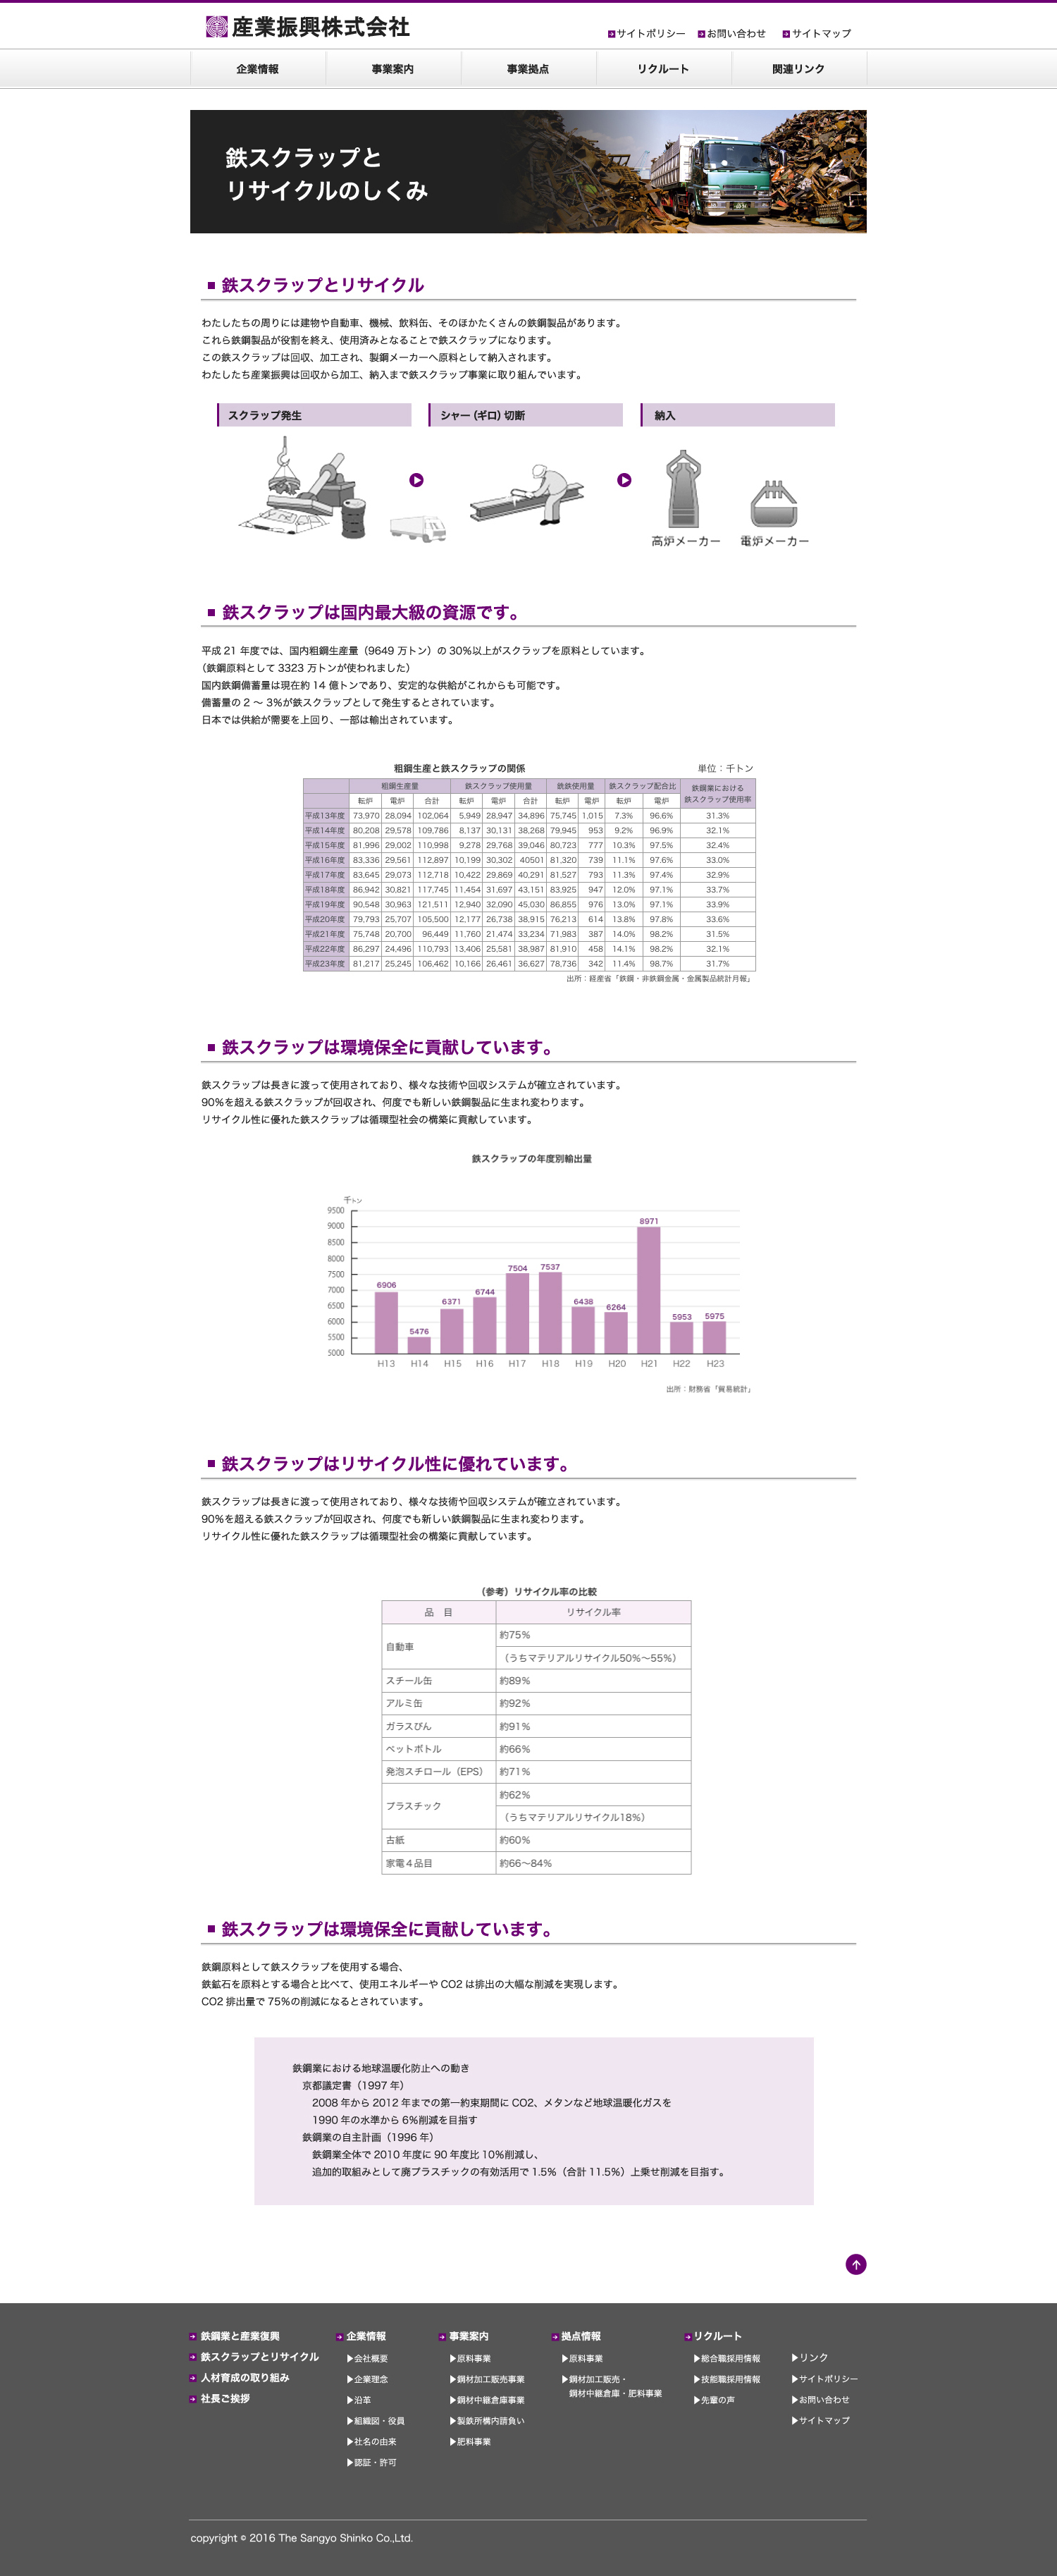 産業振興株式会社
サイトポリシー　お問い合わせ　サイトマップ
企業情報　事業案内　事業拠点　リクルート　関連リンク
鉄スクラップと
リサイクルのしくみ
鉄スクラップとリサイクル
わたしたちの周りには建物や自動車、機械、飲料缶、そのほかたくさんの鉄鋼製品があります。
これら鉄鋼製品が役割を終え、使用済みとなることで鉄スクラップになります。
この鉄スクラップは回収、加工され、製鋼メーカーへ原料として納入されます。
わたしたち産業振興は回収から加工、納入まで鉄スクラップ事業に取り組んでいます。
スクラップ発生　シャー（ギロ）切断　納入
高炉メーカー　電炉メーカー
鉄スクラップは国内最大級の資源です。
平成 21 年度では、国内粗鋼生産量（9649 万トン）の 30%以上がスクラップを原料としています。
（鉄鋼原料として 3323 万トンが使われました）
国内鉄鋼備蓄量は現在約 14 億トンであり、安定的な供給がこれからも可能です。
備蓄量の 2 ～ 3%が鉄スクラップとして発生するとされています。
日本では供給が需要を上回り、一部は輸出されています。
粗鋼生産と鉄スクラップの関係　単位：千トン
粗鋼生産量　鉄スクラップ使用量　銑鉄使用量　鉄スクラップ配合比　鉄鋼業における
鉄スクラップ使用率
転炉 電炉 合計 転炉 電炉 合計 転炉 電炉 転炉 電炉
平成13年度 73,970 28,094 102,064 5,949 28,947 34,896 75,745 1,015 7.3% 96.6% 31.3%
平成14年度 80,208 29,578 109,786 8,137 30,131 38,268 79,945 953 9.2% 96.9% 32.1%
平成15年度 81,996 29,002 110,998 9,278 29,768 39,046 80,723 777 10.3% 97.5% 32.4%
平成16年度 83,336 29,561 112,897 10,199 30,302 40501 81,320 739 11.1% 97.6% 33.0%
平成17年度 83,645 29,073 112,718 10,422 29,869 40,291 81,527 793 11.3% 97.4% 32.9%
平成18年度 86,942 30,821 117,745 11,454 31,697 43,151 83,925 947 12.0% 97.1% 33.7%
平成19年度 90,548 30,963 121,511 12,940 32,090 45,030 86,855 976 13.0% 97.1% 33.9%
平成20年度 79,793 25,707 105,500 12,177 26,738 38,915 76,213 614 13.8% 97.8% 33.6%
平成21年度 75,748 20,700 96,449 11,760 21,474 33,234 71,983 387 14.0% 98.2% 31.5%
平成22年度 86,297 24,496 110,793 13,406 25,581 38,987 81,910 458 14.1% 98.2% 32.1%
平成23年度 81,217 25,245 106,462 10,166 26,461 36,627 78,736 342 11.4% 98.7% 31.7%
出所：経産省「鉄鋼・非鉄鋼金属・金属製品統計月報」
鉄スクラップは環境保全に貢献しています。
鉄スクラップは長きに渡って使用されており、様々な技術や回収システムが確立されています。
90%を超える鉄スクラップが回収され、何度でも新しい鉄鋼製品に生まれ変わります。
リサイクル性に優れた鉄スクラップは循環型社会の構築に貢献しています。
鉄スクラップの年度別輸出量
千トン
9500
9000
8500
8000
7500
7000
6500
6000
5500
5000
6906 5476 6371 6744 7504 7537 6438 6264 8971 5953 5975
H13 H14 H15 H16 H17 H18 H19 H20 H21 H22 H23
出所：財務省「貿易統計」
鉄スクラップはリサイクル性に優れています。
鉄スクラップは長きに渡って使用されており、様々な技術や回収システムが確立されています。
90%を超える鉄スクラップが回収され、何度でも新しい鉄鋼製品に生まれ変わります。
リサイクル性に優れた鉄スクラップは循環型社会の構築に貢献しています。
（参考）リサイクル率の比較
品　目　リサイクル率
自動車　約75%
（うちマテリアルリサイクル50%～55%）
スチール缶　約89%
アルミ缶　約92%
ガラスびん　約91%
ペットボトル　約66%
発泡スチロール（EPS）　約71%
プラスチック　約62%
（うちマテリアルリサイクル18%）
古紙　約60%
家電４品目　約66～84%
鉄スクラップは環境保全に貢献しています。
鉄鋼原料として鉄スクラップを使用する場合、
鉄鉱石を原料とする場合と比べて、使用エネルギーや CO2 は排出の大幅な削減を実現します。
CO2 排出量で 75%の削減になるとされています。
鉄鋼業における地球温暖化防止への動き
京都議定書（1997 年）
2008 年から 2012 年までの第一約束期間に CO2、メタンなど地球温暖化ガスを
1990 年の水準から 6%削減を目指す
鉄鋼業の自主計画（1996 年）
鉄鋼業全体で 2010 年度に 90 年度比 10%削減し、
追加的取組みとして廃プラスチックの有効活用で 1.5%（合計 11.5%）上乗せ削減を目指す。
鉄鋼業と産業復興
鉄スクラップとリサイクル
人材育成の取り組み
社長ご挨拶
企業情報
会社概要
企業理念
沿革
組織図・役員
社名の由来
認証・許可
事業案内
原料事業
鋼材加工販売事業
鋼材中継倉庫事業
製鉄所構内請負い
肥料事業
拠点情報
原料事業
鋼材加工販売・
鋼材中継倉庫・肥料事業
リクルート
総合職採用情報
技能職採用情報
先輩の声
リンク
サイトポリシー
お問い合わせ
サイトマップ
copyright © 2016 The Sangyo Shinko Co.,Ltd.